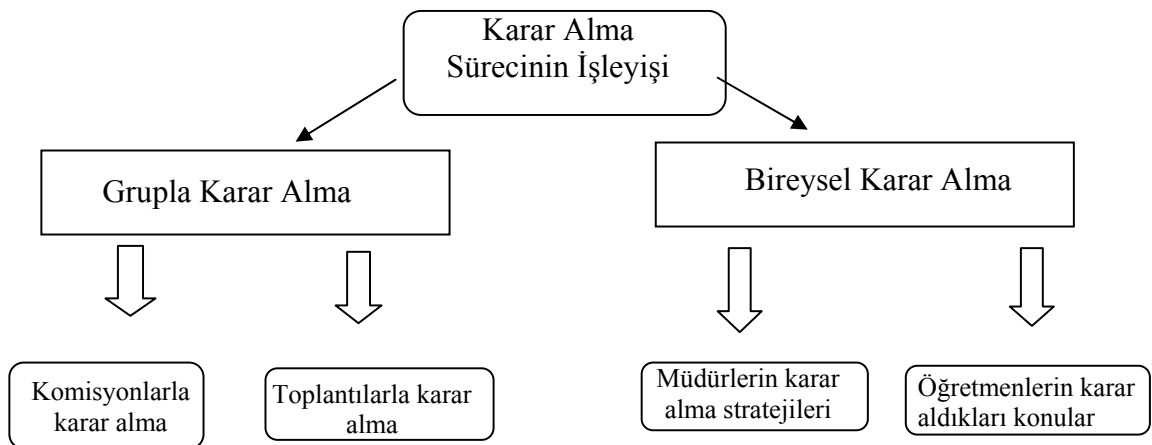 Karar Alma
Sürecinin İşleyişi
Grupla Karar Alma
Bireysel Karar Alma
Komisyonlarla
karar alma
Toplantılarla karar
alma
Müdürlerin karar
alma stratejileri
Öğretmenlerin karar
aldıkları konular